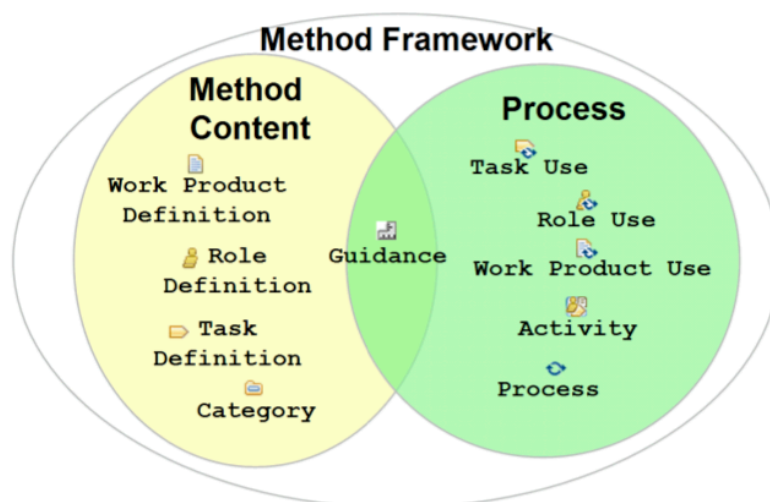 Method Framework
Method
Content
Work Product
Definition
Role
Definition
Task
Definition
Category
Guidance
Process
Task Use
Role Use
Work Product Use
Activity
Process